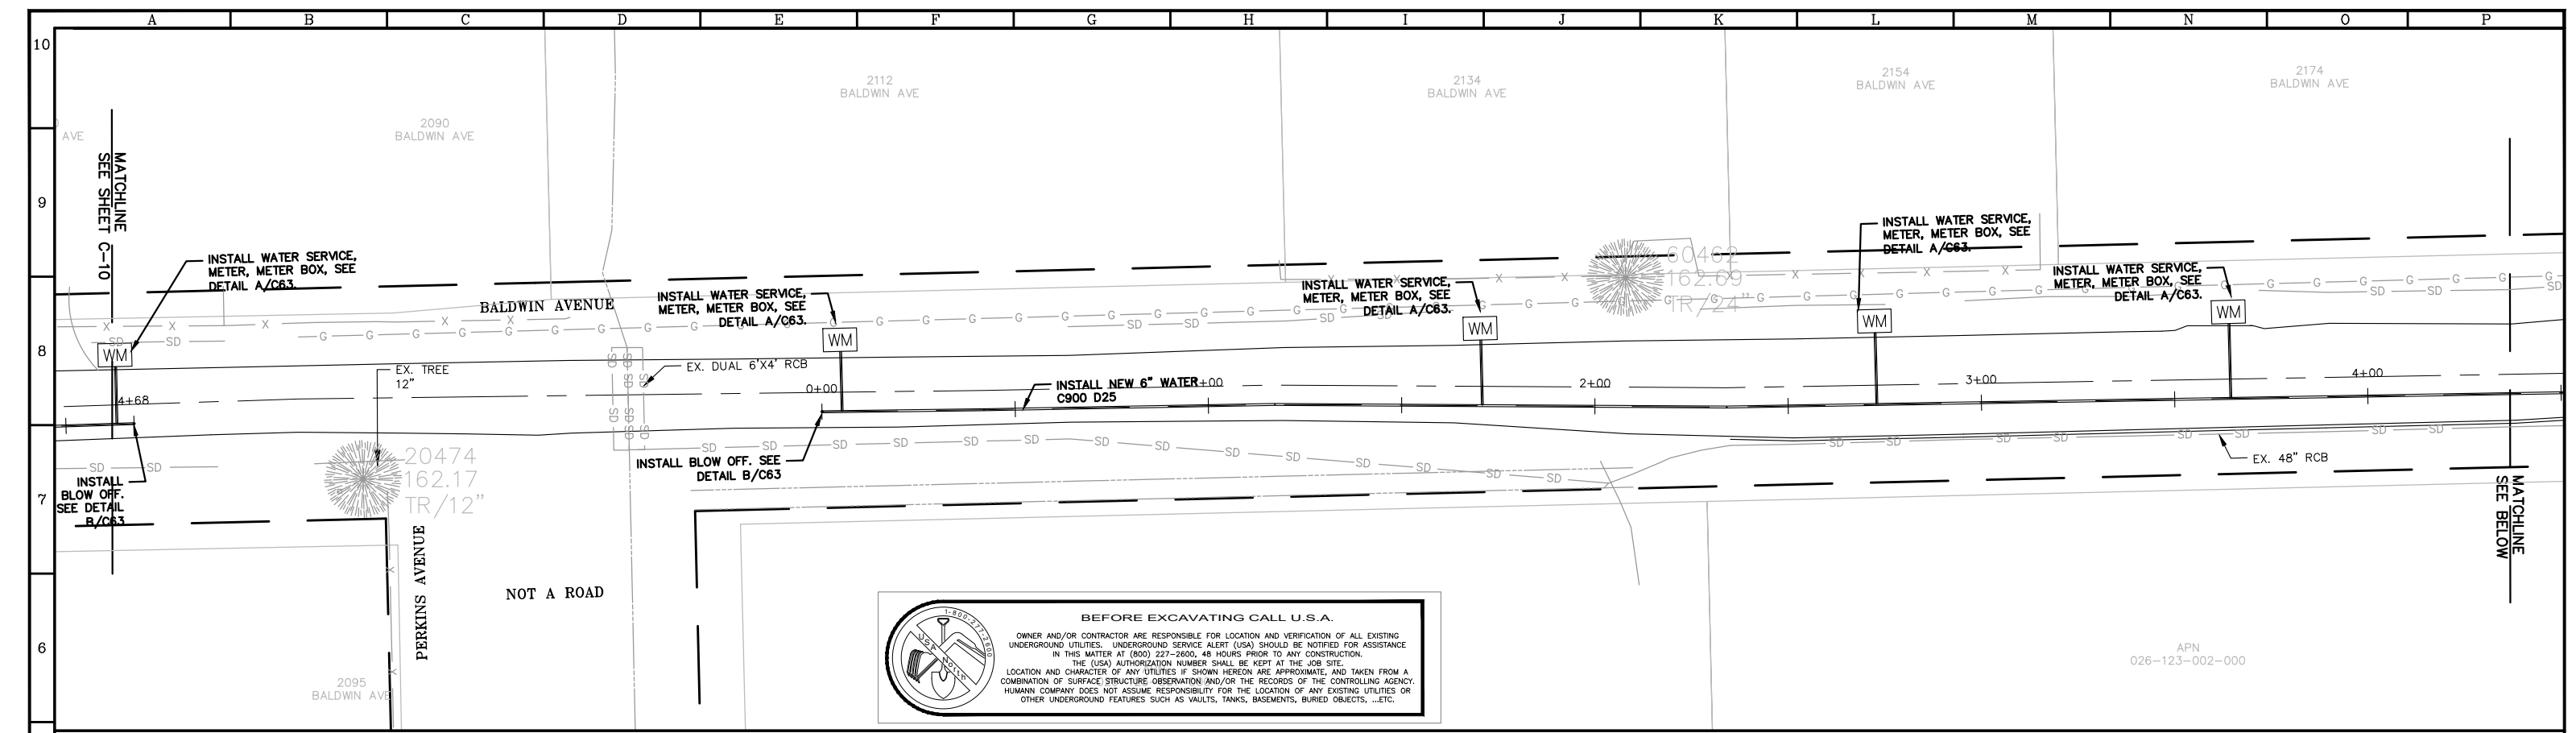 A B C D E F G H I J K L M N O P
10
9
8
7
6
AVE
2090
BALDWIN AVE
2112
BALDWIN AVE
2134
BALDWIN AVE
2154
BALDWIN AVE
2174
BALDWIN AVE
MATCHLINE
SEE SHEET C-10
INSTALL WATER SERVICE,
METER, METER BOX, SEE
DETAIL A/C63.
BALDWIN AVENUE
INSTALL WATER SERVICE,
METER, METER BOX, SEE
DETAIL A/C63.
INSTALL WATER SERVICE,
METER, METER BOX, SEE
DETAIL A/C63.
60462
162.69
TR/24"
INSTALL WATER SERVICE,
METER, METER BOX, SEE
DETAIL A/C63.
INSTALL WATER SERVICE,
METER, METER BOX, SEE
DETAIL A/C63.
WM
WM
WM
WM
WM
EX. TREE
12"
EX. DUAL 6'X4' RCB
4+68
0+00
INSTALL NEW 6" WATER
C900 D25
+00
2+00
3+00
4+00
INSTALL
BLOW OFF.
SEE DETAIL
B/C63
20474
162.17
TR/12"
INSTALL BLOW OFF. SEE
DETAIL B/C63
EX. 48" RCB
MATCHLINE
SEE BELOW
PERKINS AVENUE
NOT A ROAD
2095
BALDWIN AVE
1-800-277-2600
USA North
BEFORE EXCAVATING CALL U.S.A.
OWNER AND/OR CONTRACTOR ARE RESPONSIBLE FOR LOCATION AND VERIFICATION OF ALL EXISTING
UNDERGROUND UTILITIES. UNDERGROUND SERVICE ALERT (USA) SHOULD BE NOTIFIED FOR ASSISTANCE
IN THIS MATTER AT (800) 227-2600, 48 HOURS PRIOR TO ANY CONSTRUCTION.
THE (USA) AUTHORIZATION NUMBER SHALL BE KEPT AT THE JOB SITE.
LOCATION AND CHARACTER OF ANY UTILITIES IF SHOWN HEREON ARE APPROXIMATE, AND TAKEN FROM A
COMBINATION OF SURFACE STRUCTURE OBSERVATION AND/OR THE RECORDS OF THE CONTROLLING AGENCY.
HUMANN COMPANY DOES NOT ASSUME RESPONSIBILITY FOR THE LOCATION OF ANY EXISTING UTILITIES OR
OTHER UNDERGROUND FEATURES SUCH AS VAULTS, TANKS, BASEMENTS, BURIED OBJECTS, ...ETC.
APN
026-123-002-000